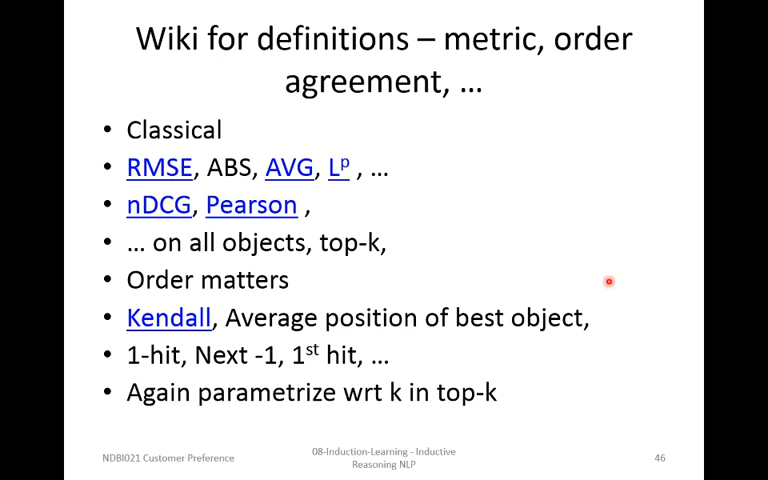 Wiki for definitions – metric, order
agreement, …
• Classical
• RMSE, ABS, AVG, Lᵖ , …
• nDCG, Pearson ,
• … on all objects, top-k,
• Order matters
• Kendall, Average position of best object,
• 1-hit, Next -1, 1ˢᵗ hit, …
• Again parametrize wrt k in top-k
NDBI021 Customer Preference
08-Induction-Learning - Inductive
Reasoning NLP
46